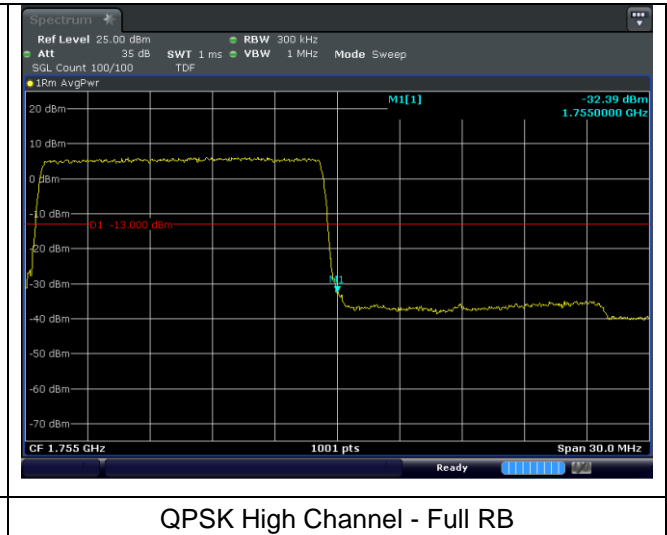 Spectrum
Ref Level 25.00 dBm RBW 300 kHz
Att 35 dB SWT 1 ms VBW 1 MHz Mode Sweep
SGL Count 100/100 TDF
1Rm AvgPwr
M1[1] -32.39 dBm
1.7550000 GHz
20 dBm
10 dBm
0 dBm
-10 dBm
D1 -13.000 dBm
-20 dBm
-30 dBm
M1
-40 dBm
-50 dBm
-60 dBm
-70 dBm
CF 1.755 GHz 1001 pts Span 30.0 MHz
Ready
QPSK High Channel - Full RB